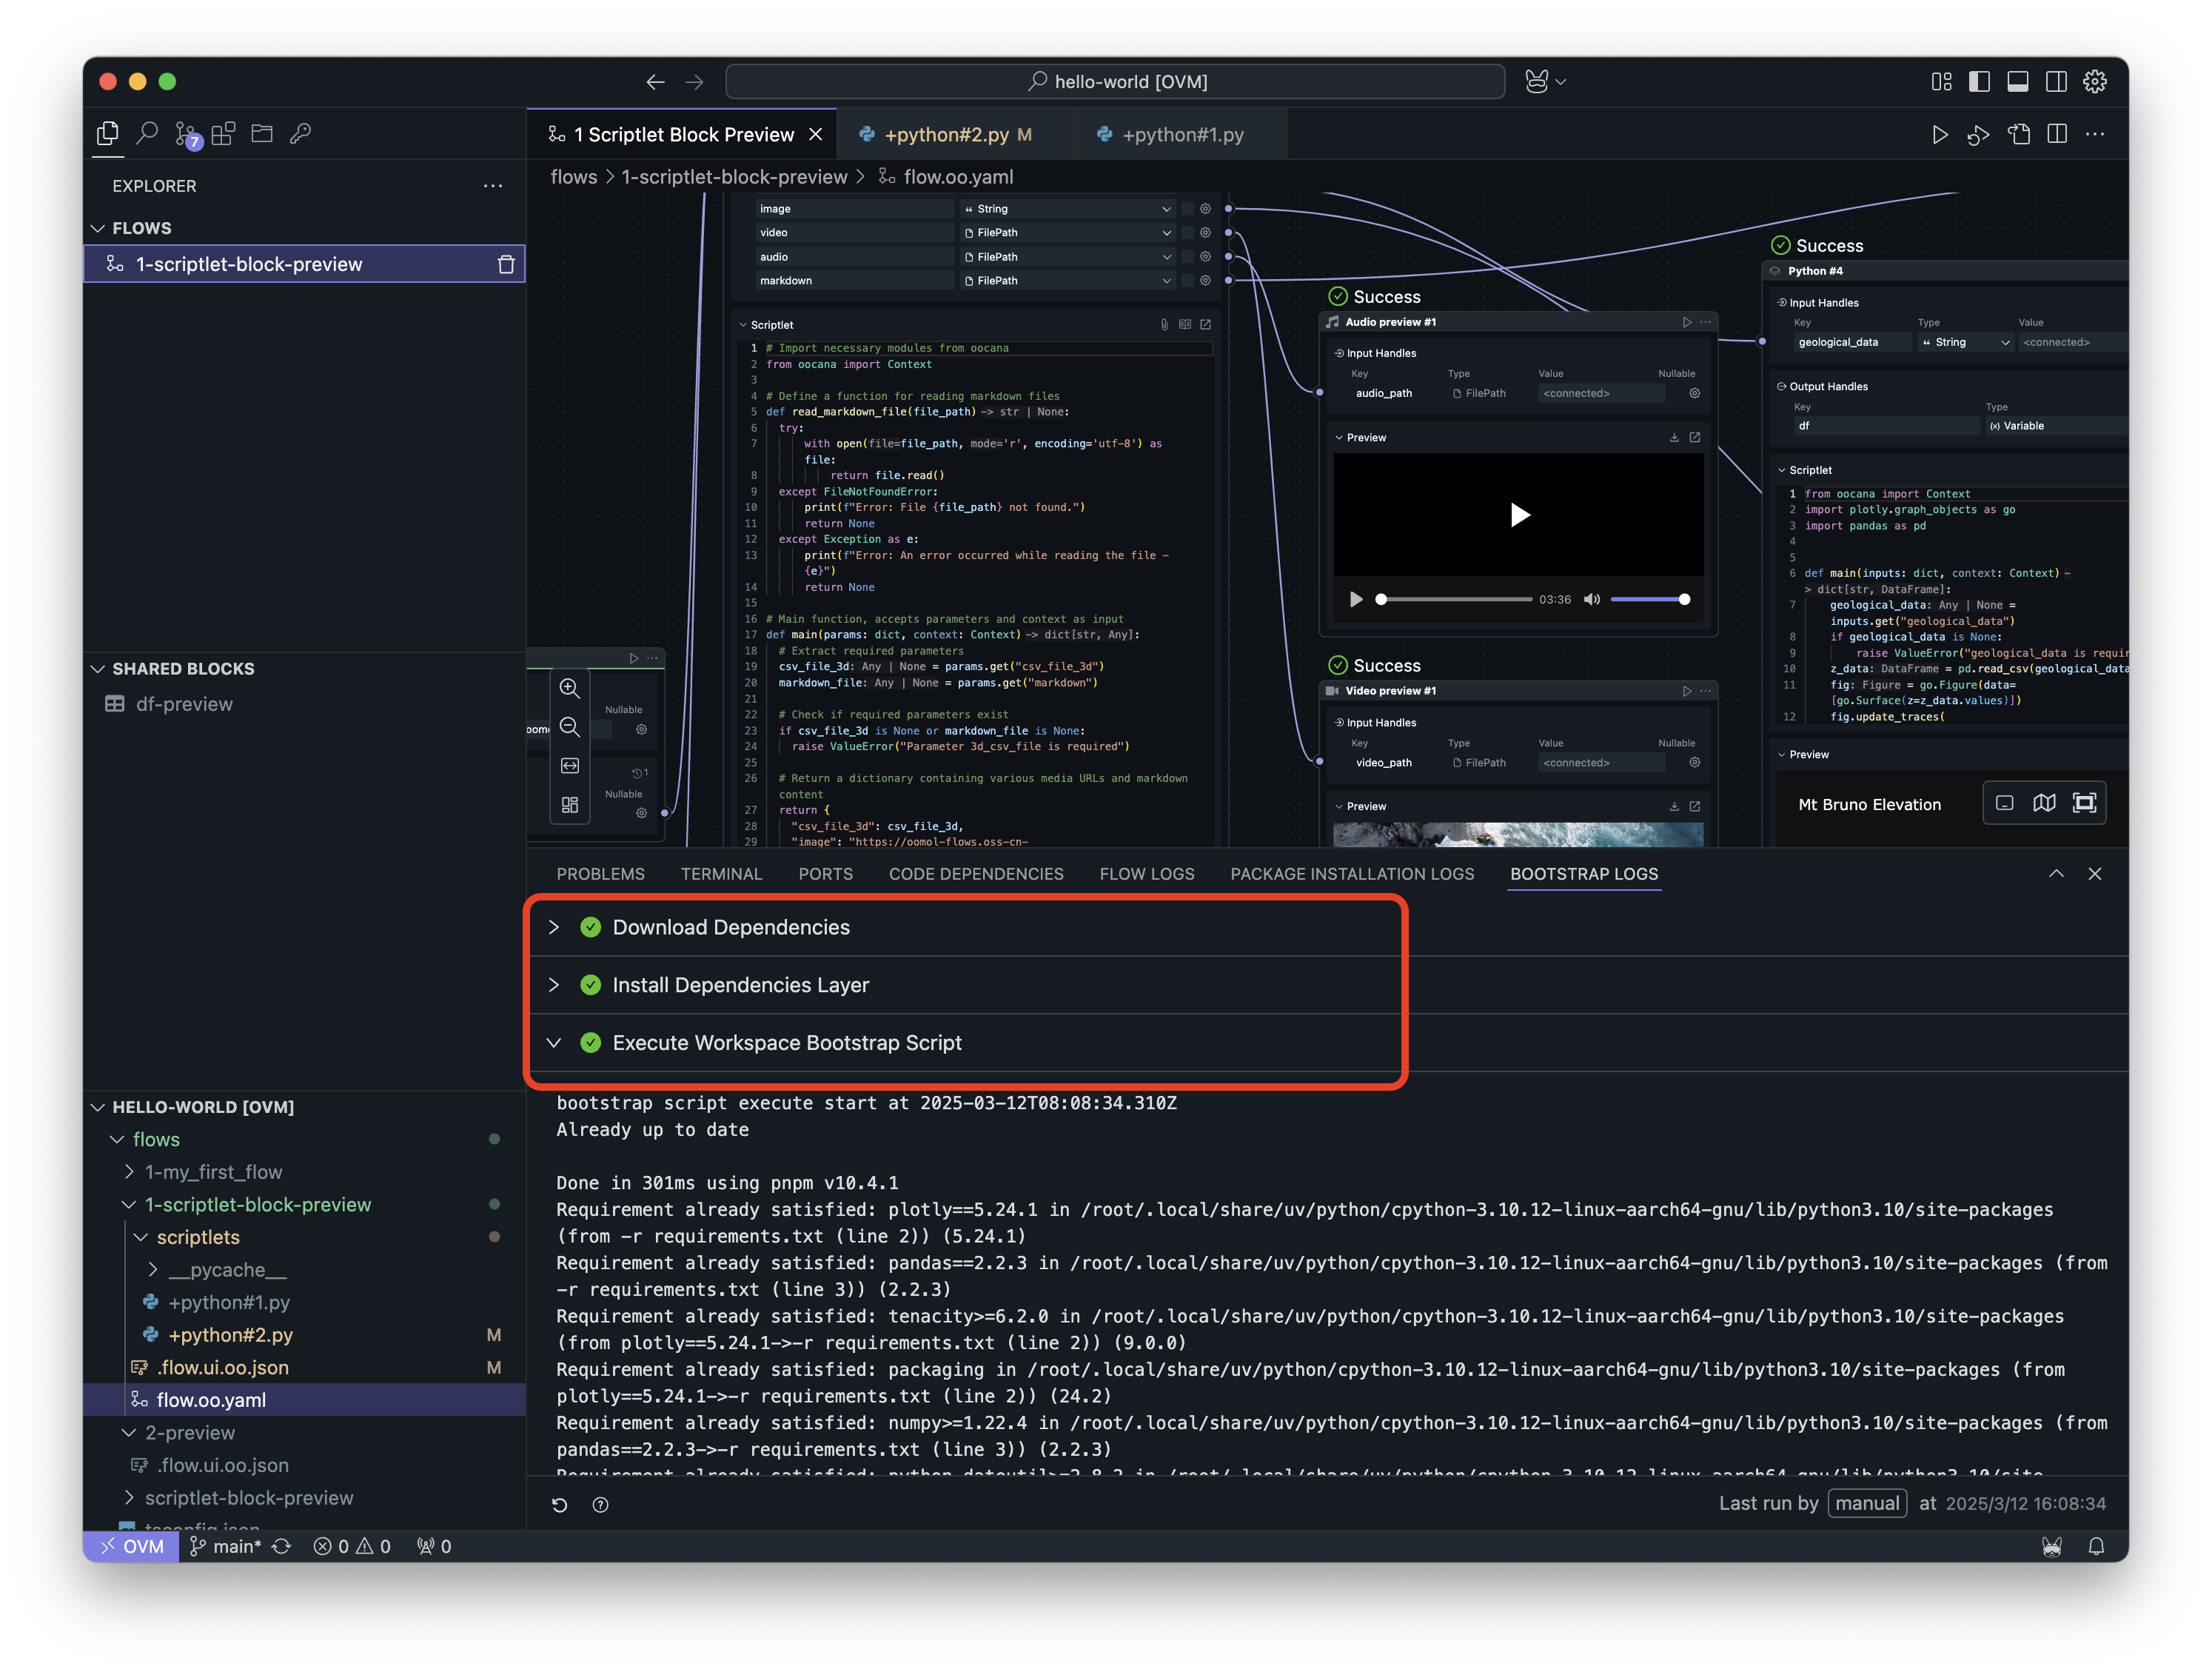 hello-world [OVM]
7
1 Scriptlet Block Preview
+python#2.py M
+python#1.py
EXPLORER
flows > 1-scriptlet-block-preview > flow.oo.yaml
FLOWS
1-scriptlet-block-preview
SHARED BLOCKS
df-preview
image String
video FilePath
audio FilePath
markdown FilePath
Scriptlet
1 # Import necessary modules from oocana
2 from oocana import Context
3
4 # Define a function for reading markdown files
5 def read_markdown_file(file_path) -> str | None:
6 try:
7 with open(file=file_path, mode='r', encoding='utf-8') as
file:
8 return file.read()
9 except FileNotFoundError:
10 print(f"Error: File {file_path} not found.")
11 return None
12 except Exception as e:
13 print(f"Error: An error occurred while reading the file -
{e}")
14 return None
15
16 # Main function, accepts parameters and context as input
17 def main(params: dict, context: Context) -> dict[str, Any]:
18 # Extract required parameters
19 csv_file_3d: Any | None = params.get("csv_file_3d")
20 markdown_file: Any | None = params.get("markdown")
21
22 # Check if required parameters exist
23 if csv_file_3d is None or markdown_file is None:
24 raise ValueError("Parameter 3d_csv_file is required")
25
26 # Return a dictionary containing various media URLs and markdown
content
27 return {
28 "csv_file_3d": csv_file_3d,
29 "image": "https://oomol-flows.oss-cn-
Nullable
1
Nullable
Success
Audio preview #1
Input Handles
Key Type Value Nullable
audio_path FilePath <connected>
Preview
03:36
Success
Video preview #1
Input Handles
Key Type Value Nullable
video_path FilePath <connected>
Preview
Success
Python #4
Input Handles
Key Type Value
geological_data String <connected>
Output Handles
Key Type
df Variable
Scriptlet
1 from oocana import Context
2 import plotly.graph_objects as go
3 import pandas as pd
4
5
6 def main(inputs: dict, context: Context) -
> dict[str, DataFrame]:
7 geological_data: Any | None =
inputs.get("geological_data")
8 if geological_data is None:
9 raise ValueError("geological_data is requir
10 z_data: DataFrame = pd.read_csv(geological_data
11 fig: Figure = go.Figure(data=
[go.Surface(z=z_data.values)])
12 fig.update_traces(
Preview
Mt Bruno Elevation
PROBLEMS TERMINAL PORTS CODE DEPENDENCIES FLOW LOGS PACKAGE INSTALLATION LOGS BOOTSTRAP LOGS
Download Dependencies
Install Dependencies Layer
Execute Workspace Bootstrap Script
bootstrap script execute start at 2025-03-12T08:08:34.310Z
Already up to date
Done in 301ms using pnpm v10.4.1
Requirement already satisfied: plotly==5.24.1 in /root/.local/share/uv/python/cpython-3.10.12-linux-aarch64-gnu/lib/python3.10/site-packages
(from -r requirements.txt (line 2)) (5.24.1)
Requirement already satisfied: pandas==2.2.3 in /root/.local/share/uv/python/cpython-3.10.12-linux-aarch64-gnu/lib/python3.10/site-packages (from
-r requirements.txt (line 3)) (2.2.3)
Requirement already satisfied: tenacity>=6.2.0 in /root/.local/share/uv/python/cpython-3.10.12-linux-aarch64-gnu/lib/python3.10/site-packages
(from plotly==5.24.1->-r requirements.txt (line 2)) (9.0.0)
Requirement already satisfied: packaging in /root/.local/share/uv/python/cpython-3.10.12-linux-aarch64-gnu/lib/python3.10/site-packages (from
plotly==5.24.1->-r requirements.txt (line 2)) (24.2)
Requirement already satisfied: numpy>=1.22.4 in /root/.local/share/uv/python/cpython-3.10.12-linux-aarch64-gnu/lib/python3.10/site-packages (from
pandas==2.2.3->-r requirements.txt (line 3)) (2.2.3)
Last run by manual at 2025/3/12 16:08:34
HELLO-WORLD [OVM]
flows
1-my_first_flow
1-scriptlet-block-preview
scriptlets
__pycache__
+python#1.py
+python#2.py M
.flow.ui.oo.json M
flow.oo.yaml
2-preview
.flow.ui.oo.json
scriptlet-block-preview
OVM main* 0 0 0